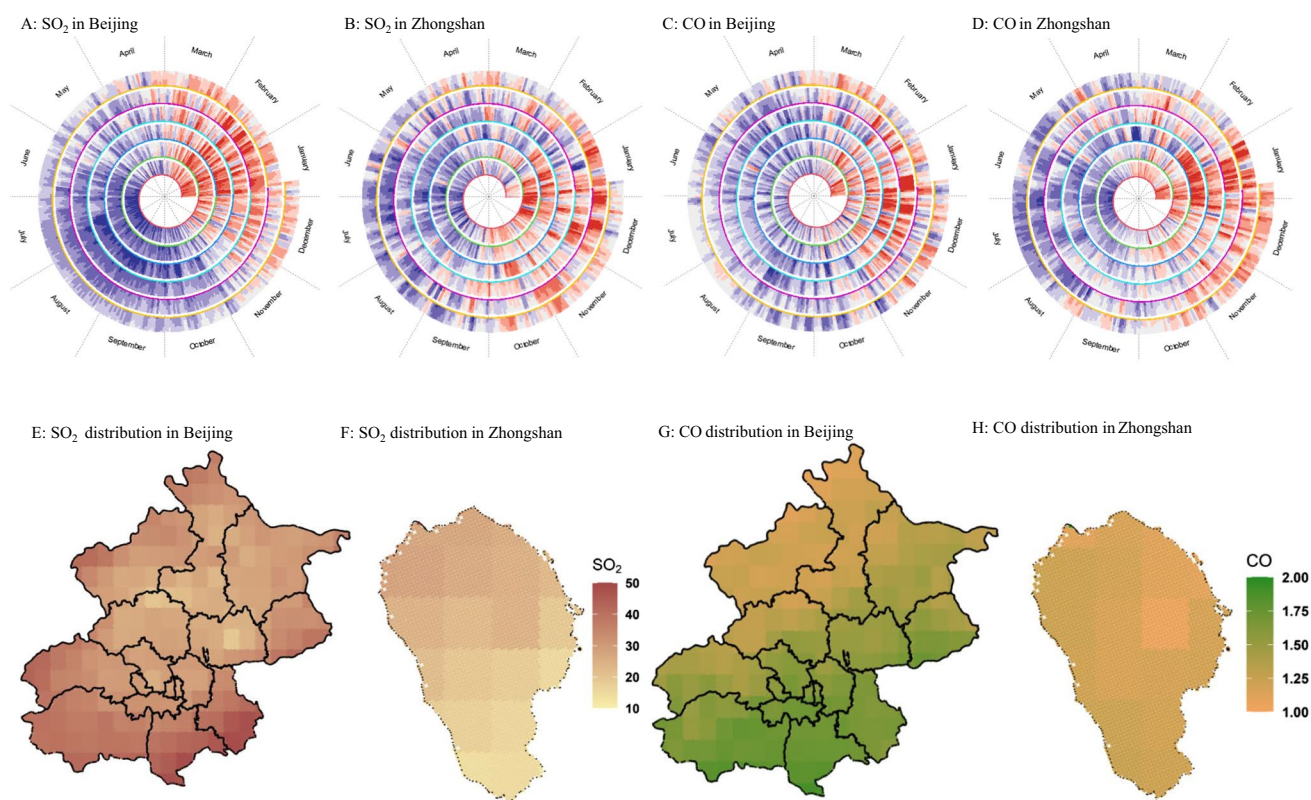 A: SO₂ in Beijing
B: SO₂ in Zhongshan
C: CO in Beijing
D: CO in Zhongshan
April
March
May
February
June
January
July
December
August
November
September
October
April
March
May
February
June
January
July
December
August
November
September
October
April
March
May
February
June
January
July
December
August
November
September
October
April
March
May
February
June
January
July
December
August
November
September
October
E: SO₂ distribution in Beijing
F: SO₂ distribution in Zhongshan
G: CO distribution in Beijing
H: CO distribution in Zhongshan
SO₂
50
40
30
20
10
CO
2.00
1.75
1.50
1.25
1.00